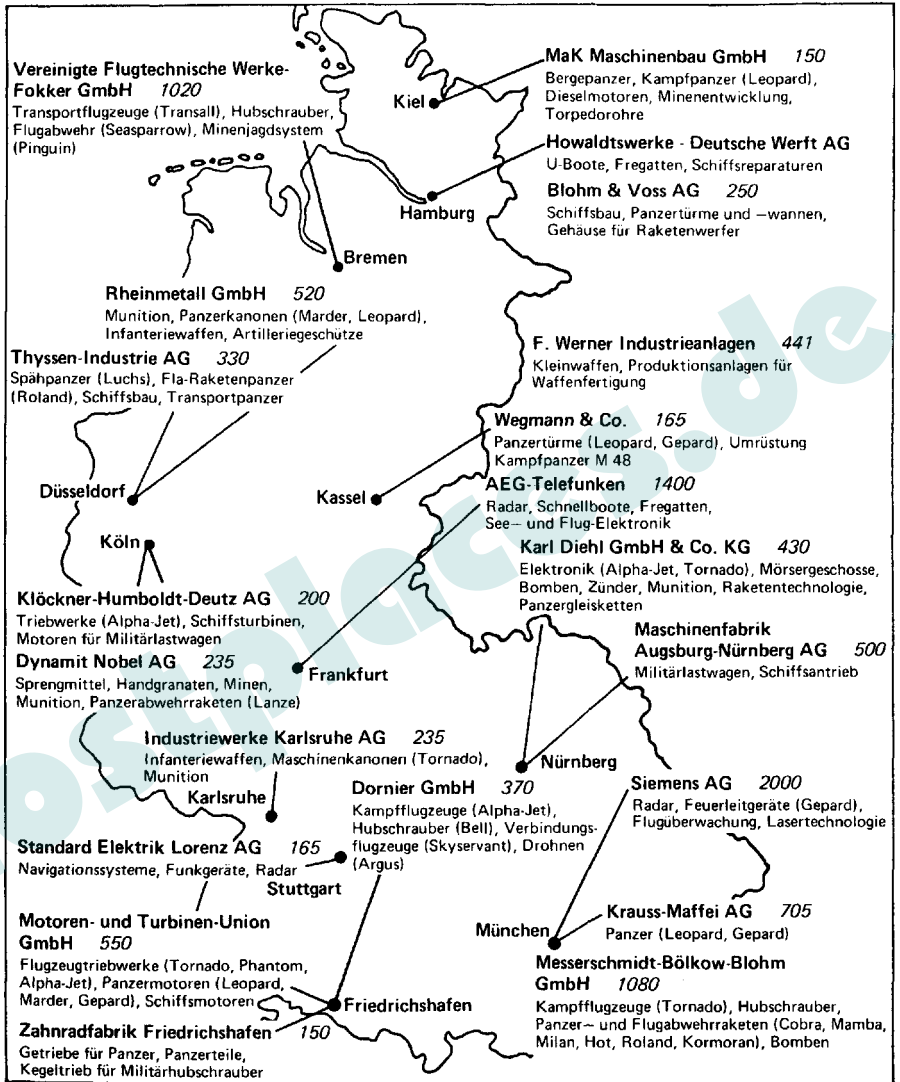 Vereinigte Flugtechnische Werke-
Fokker GmbH 1020
Transportflugzeuge (Transall), Hubschrauber,
Flugabwehr (Seasparrow), Minenjagdsystem
(Pinguin)
MaK Maschinenbau GmbH 150
Bergepanzer, Kampfpanzer (Leopard),
Dieselmotoren, Minenentwicklung,
Torpedorohre
Kiel
Howaldtswerke - Deutsche Werft AG
U-Boote, Fregatten, Schiffsreparaturen
Blohm & Voss AG 250
Schiffsbau, Panzertürme und —wannen,
Gehäuse für Raketenwerfer
Hamburg
Bremen
Rheinmetall GmbH 520
Munition, Panzerkanonen (Marder, Leopard),
Infanteriewaffen, Artilleriegeschütze
Thyssen-Industrie AG 330
Spähpanzer (Luchs), Fla-Raketenpanzer
(Roland), Schiffsbau, Transportpanzer
F. Werner Industrieanlagen 441
Kleinwaffen, Produktionsanlagen für
Waffenfertigung
Wegmann & Co. 165
Panzertürme (Leopard, Gepard), Umrüstung
Kampfpanzer M 48
Düsseldorf
Kassel
AEG-Telefunken 1400
Radar, Schnellboote, Fregatten,
See— und Flug-Elektronik
Köln
Karl Diehl GmbH & Co. KG 430
Elektronik (Alpha-Jet, Tornado), Mörsergeschosse,
Bomben, Zünder, Munition, Raketentechnologie,
Panzergleisketten
Klöckner-Humboldt-Deutz AG 200
Triebwerke (Alpha-Jet), Schiffsturbinen,
Motoren für Militärlastwagen
Maschinenfabrik
Augsburg-Nürnberg AG 500
Militärlastwagen, Schiffsantrieb
Dynamit Nobel AG 235
Sprengmittel, Handgranaten, Minen,
Munition, Panzerabwehrraketen (Lanze)
Frankfurt
Industriewerke Karlsruhe AG 235
Infanteriewaffen, Maschinenkanonen (Tornado),
Munition
Karlsruhe
Nürnberg
Dornier GmbH 370
Kampfflugzeuge (Alpha-Jet),
Hubschrauber (Bell), Verbindungs-
flugzeuge (Skyservant), Drohnen
(Argus)
Siemens AG 2000
Radar, Feuerleitgeräte (Gepard),
Flugüberwachung, Lasertechnologie
Standard Elektrik Lorenz AG 165
Navigationssysteme, Funkgeräte, Radar
Stuttgart
Motoren- und Turbinen-Union
GmbH 550
Flugzeugtriebwerke (Tornado, Phantom,
Alpha-Jet), Panzermotoren (Leopard,
Marder, Gepard), Schiffsmotoren
München
Krauss-Maffei AG 705
Panzer (Leopard, Gepard)
Messerschmidt-Bölkow-Blohm
GmbH 1080
Kampfflugzeuge (Tornado), Hubschrauber,
Panzer— und Flugabwehrraketen (Cobra, Mamba,
Milan, Hot, Roland, Kormoran), Bomben
Friedrichshafen
Zahnradfabrik Friedrichshafen 150
Getriebe für Panzer, Panzerteile,
Kegeltrieb für Militärhubschrauber
ostplaces.de